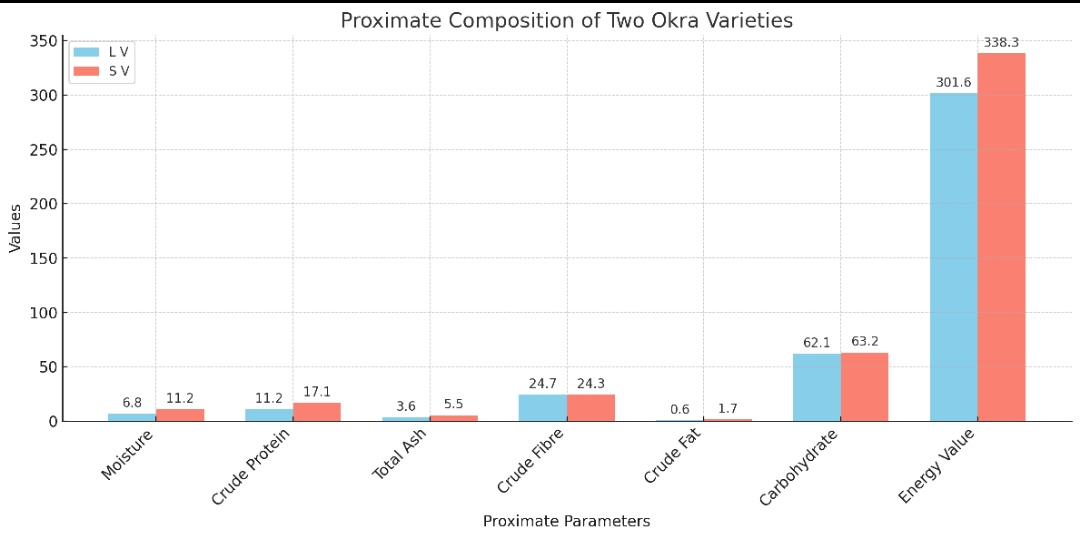 Proximate Composition of Two Okra Varieties
L V
S V
Values
350
300
250
200
150
100
50
0
6.8 11.2
11.2 17.1
3.6 5.5
24.7 24.3
0.6 1.7
62.1 63.2
301.6 338.3
Moisture
Crude Protein
Total Ash
Crude Fibre
Crude Fat
Carbohydrate
Energy Value
Proximate Parameters